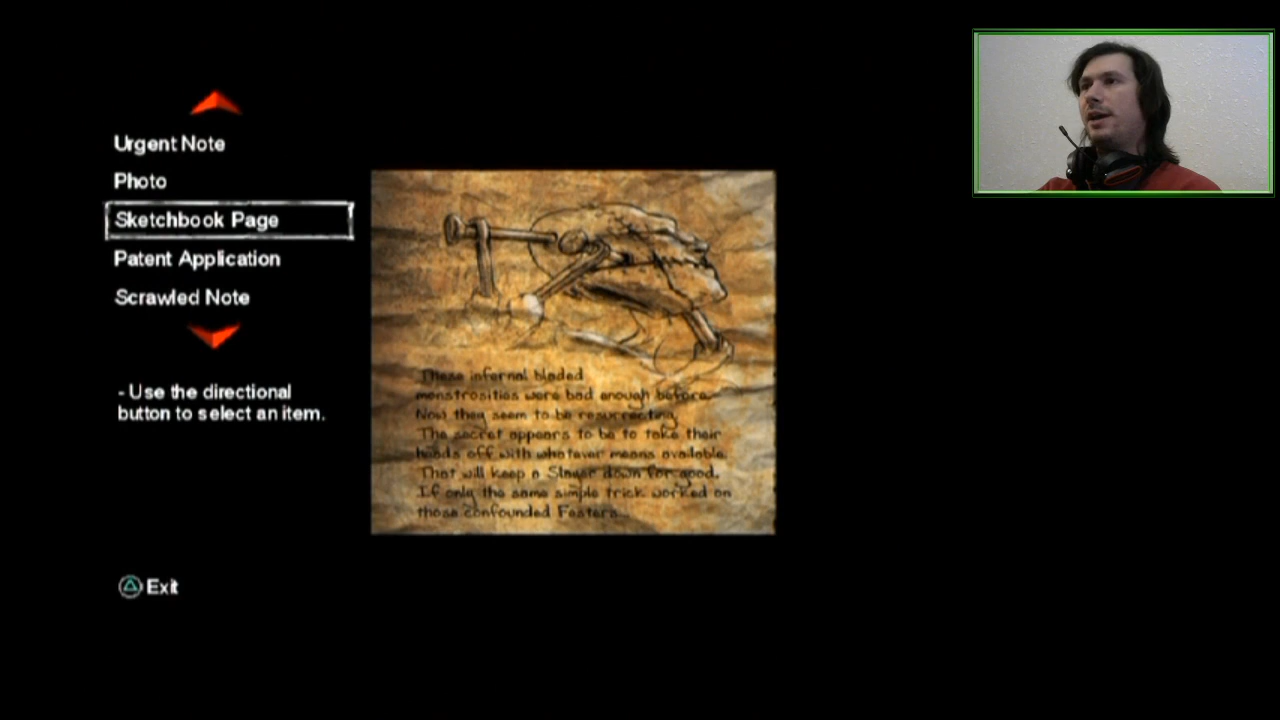 Urgent Note
Photo
Sketchbook Page
Patent Application
Scrawled Note
- Use the directional
button to select an item.
Exit
These infernal bladed
monstrosities were bad enough before.
Now they seem to be resurrecting.
The secret appears to be to take their
heads off with whatever means available.
That will keep a Slayer down for good.
If only the same simple trick worked on
those confounded Festers...